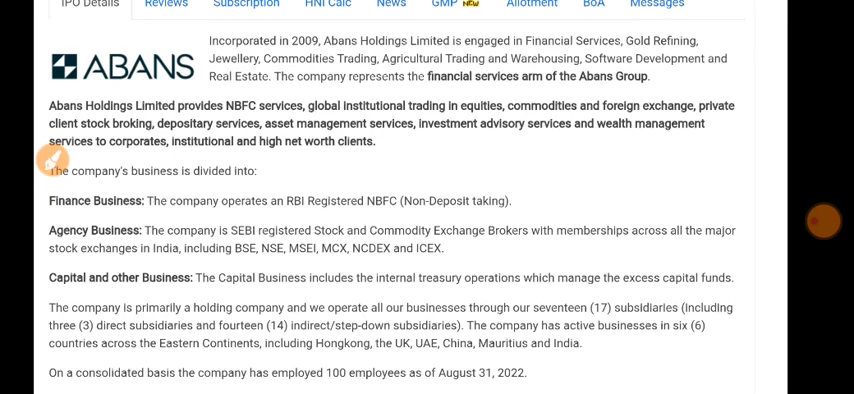 IPO Details Reviews Subscription HNI Calc News GMP NEW Allotment BoA Messages
Incorporated in 2009, Abans Holdings Limited is engaged in Financial Services, Gold Refining,
Jewellery, Commodities Trading, Agricultural Trading and Warehousing, Software Development and
Real Estate. The company represents the financial services arm of the Abans Group.
ABANS
Abans Holdings Limited provides NBFC services, global institutional trading in equities, commodities and foreign exchange, private
client stock broking, depositary services, asset management services, investment advisory services and wealth management
services to corporates, institutional and high net worth clients.
The company's business is divided into:
Finance Business: The company operates an RBI Registered NBFC (Non-Deposit taking).
Agency Business: The company is SEBI registered Stock and Commodity Exchange Brokers with memberships across all the major
stock exchanges in India, including BSE, NSE, MSEI, MCX, NCDEX and ICEX.
Capital and other Business: The Capital Business includes the internal treasury operations which manage the excess capital funds.
The company is primarily a holding company and we operate all our businesses through our seventeen (17) subsidiaries (including
three (3) direct subsidiaries and fourteen (14) indirect/step-down subsidiaries). The company has active businesses in six (6)
countries across the Eastern Continents, including Hongkong, the UK, UAE, China, Mauritius and India.
On a consolidated basis the company has employed 100 employees as of August 31, 2022.